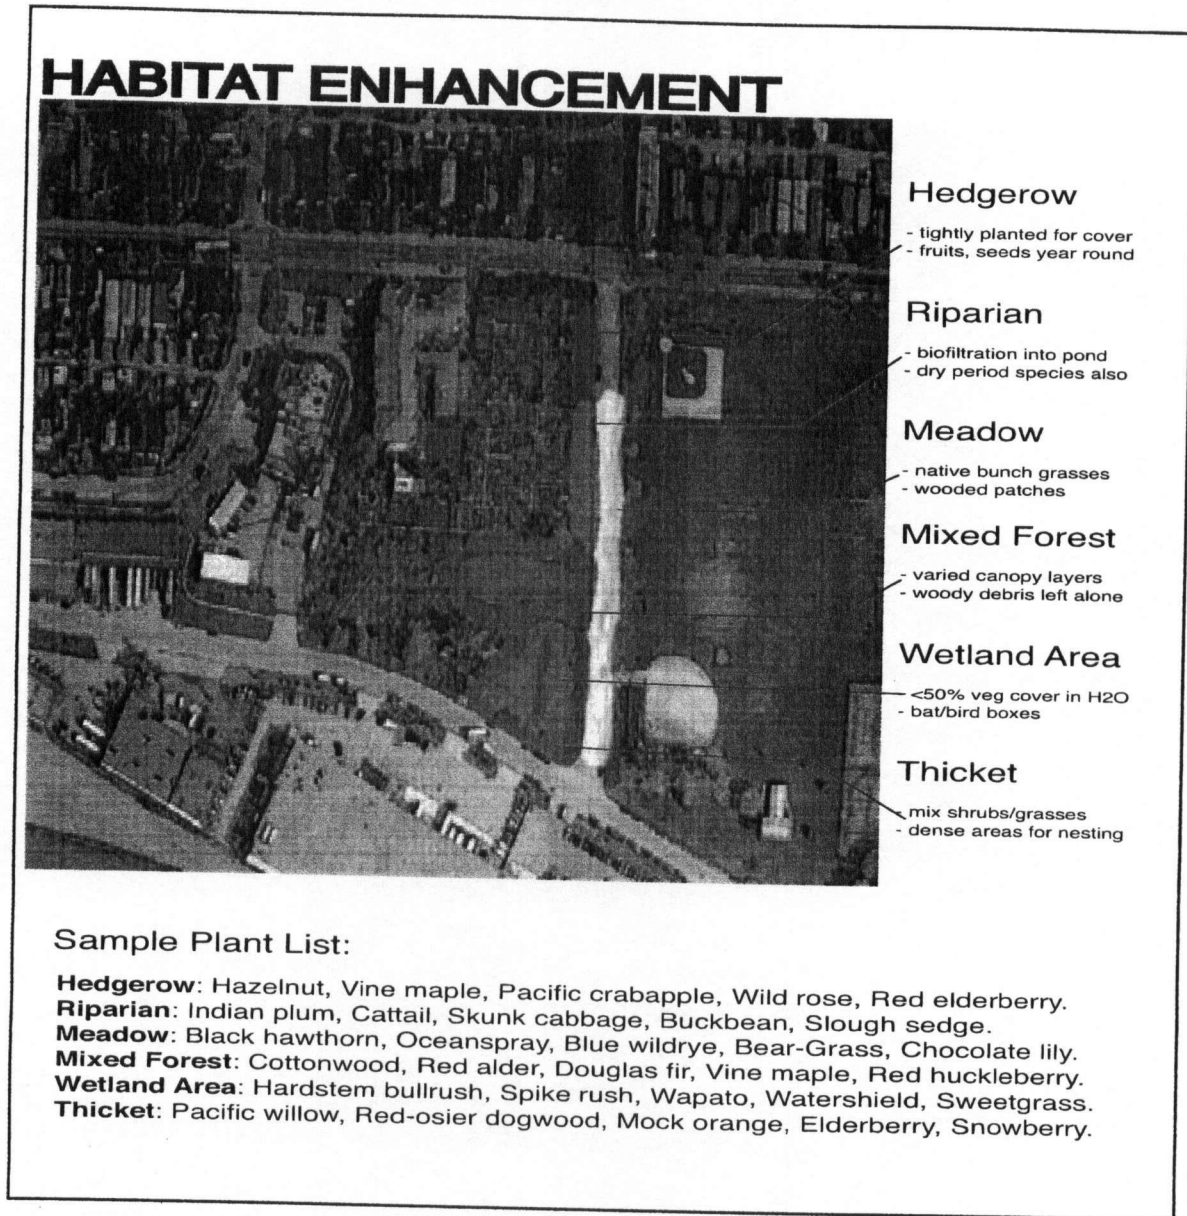 HABITAT ENHANCEMENT
Hedgerow
- tightly planted for cover
- fruits, seeds year round
Riparian
- biofiltration into pond
- dry period species also
Meadow
- native bunch grasses
- wooded patches
Mixed Forest
- varied canopy layers
- woody debris left alone
Wetland Area
- <50% veg cover in H2O
- bat/bird boxes
Thicket
- mix shrubs/grasses
- dense areas for nesting
Sample Plant List:
Hedgerow: Hazelnut, Vine maple, Pacific crabapple, Wild rose, Red elderberry.
Riparian: Indian plum, Cattail, Skunk cabbage, Buckbean, Slough sedge.
Meadow: Black hawthorn, Oceanspray, Blue wildrye, Bear-Grass, Chocolate lily.
Mixed Forest: Cottonwood, Red alder, Douglas fir, Vine maple, Red huckleberry.
Wetland Area: Hardstem bullrush, Spike rush, Wapato, Watershield, Sweetgrass.
Thicket: Pacific willow, Red-osier dogwood, Mock orange, Elderberry, Snowberry.